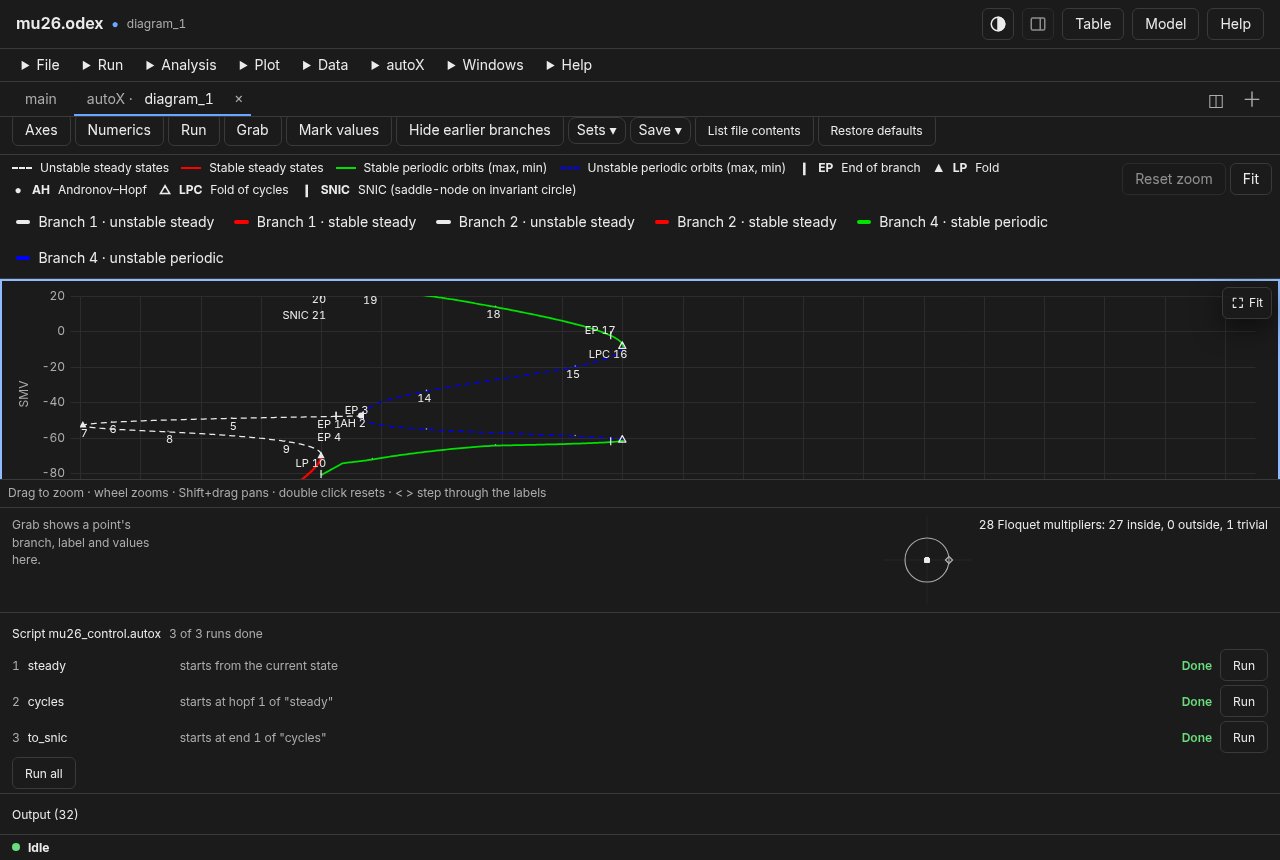 mu26.odex ● diagram_1 Table Model Help
File Run Analysis Plot Data autoX Windows Help
main autoX · diagram_1 ×
Axes Numerics Run Grab Mark values Hide earlier branches Sets ▾ Save ▾ List file contents Restore defaults
Unstable steady states Stable steady states Stable periodic orbits (max, min) Unstable periodic orbits (max, min) EP End of branch LP Fold
AH Andronov–Hopf LPC Fold of cycles SNIC SNIC (saddle-node on invariant circle)
Reset zoom Fit
Branch 1 · unstable steady Branch 1 · stable steady Branch 2 · unstable steady Branch 2 · stable steady Branch 4 · stable periodic
Branch 4 · unstable periodic
20
0
-20
-40
-60
-80
SMV
Fit
20
19
SNIC 21
18
EP 17
LPC 16
15
14
EP 3
EP 1
AH 2
EP 4
5
6
7
8
9
LP 10
Drag to zoom · wheel zooms · Shift+drag pans · double click resets · < > step through the labels
Grab shows a point's
branch, label and values
here.
28 Floquet multipliers: 27 inside, 0 outside, 1 trivial
Script mu26_control.autox 3 of 3 runs done
1 steady starts from the current state Done Run
2 cycles starts at hopf 1 of "steady" Done Run
3 to_snic starts at end 1 of "cycles" Done Run
Run all
Output (32)
Idle